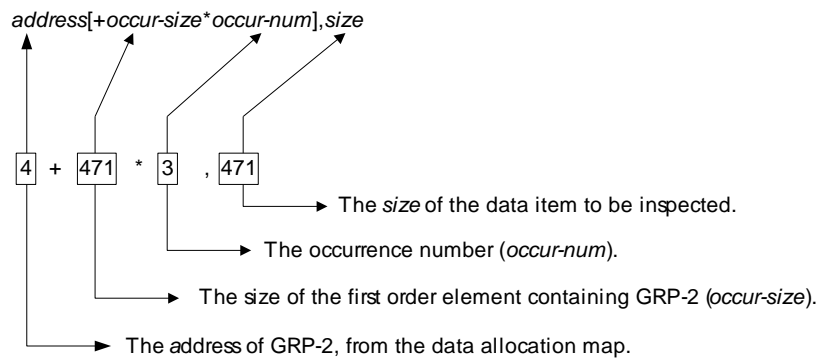 address[+occur-size*occur-num],size
4 + 471 * 3 , 471
The size of the data item to be inspected.
The occurrence number (occur-num).
The size of the first order element containing GRP-2 (occur-size).
The address of GRP-2, from the data allocation map.